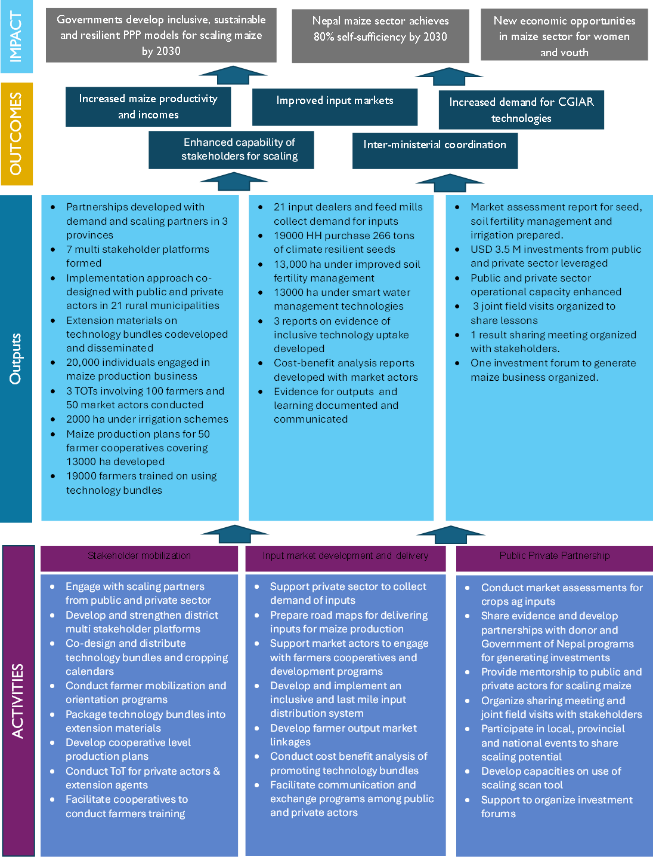 IMPACT
Governments develop inclusive, sustainable
and resilient PPP models for scaling maize
by 2030
Nepal maize sector achieves
80% self-sufficiency by 2030
New economic opportunities
in maize sector for women
and youth
OUTCOMES
Increased maize productivity
and incomes
Improved input markets
Increased demand for CGIAR
technologies
Enhanced capability of
stakeholders for scaling
Inter-ministerial coordination
Outputs
• Partnerships developed with
demand and scaling partners in 3
provinces
• 7 multi stakeholder platforms
formed
• Implementation approach co-
designed with public and private
actors in 21 rural municipalities
• Extension materials on
technology bundles codeveloped
and disseminated
• 20,000 individuals engaged in
maize production business
• 3 TOTs involving 100 farmers and
50 market actors conducted
• 2000 ha under irrigation schemes
• Maize production plans for 50
farmer cooperatives covering
13000 ha developed
• 19000 farmers trained on using
technology bundles
• 21 input dealers and feed mills
collect demand for inputs
• 19000 HH purchase 266 tons
of climate resilient seeds
• 13,000 ha under improved soil
fertility management
• 13000 ha under smart water
management technologies
• 3 reports on evidence of
inclusive technology uptake
developed
• Cost-benefit analysis reports
developed with market actors
• Evidence for outputs and
learning documented and
communicated
• Market assessment report for seed,
soil fertility management and
irrigation prepared.
• USD 3.5 M investments from public
and private sector leveraged
• Public and private sector
operational capacity enhanced
• 3 joint field visits organized to
share lessons
• 1 result sharing meeting organized
with stakeholders.
• One investment forum to generate
maize business organized.
ACTIVITIES
Stakeholder mobilization
• Engage with scaling partners
from public and private sector
• Develop and strengthen district
multi stakeholder platforms
• Co-design and distribute
technology bundles and cropping
calendars
• Conduct farmer mobilization and
orientation programs
• Package technology bundles into
extension materials
• Develop cooperative level
production plans
• Conduct ToT for private actors &
extension agents
• Facilitate cooperatives to
conduct farmers training
Input market development and delivery
• Support private sector to collect
demand of inputs
• Prepare road maps for delivering
inputs for maize production
• Support market actors to engage
with farmers cooperatives and
development programs
• Develop and implement an
inclusive and last mile input
distribution system
• Develop farmer output market
linkages
• Conduct cost benefit analysis of
promoting technology bundles
• Facilitate communication and
exchange programs among public
and private actors
Public Private Partnership
• Conduct market assessments for
crops ag inputs
• Share evidence and develop
partnerships with donor and
Government of Nepal programs
for generating investments
• Provide mentorship to public and
private actors for scaling maize
• Organize sharing meeting and
joint field visits with stakeholders
• Participate in local, provincial
and national events to share
scaling potential
• Develop capacities on use of
scaling scan tool
• Support to organize investment
forums